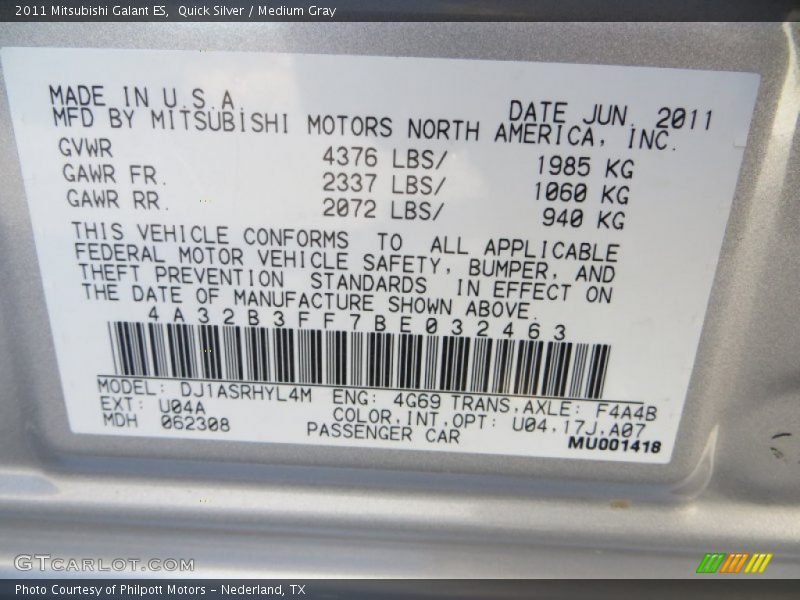 2011 Mitsubishi Galant ES, Quick Silver / Medium Gray
MADE IN U.S.A. DATE JUN. 2011
MFD BY MITSUBISHI MOTORS NORTH AMERICA, INC.
GVWR 4376 LBS/ 1985 KG
GAWR FR. 2337 LBS/ 1060 KG
GAWR RR. 2072 LBS/ 940 KG
THIS VEHICLE CONFORMS TO ALL APPLICABLE
FEDERAL MOTOR VEHICLE SAFETY, BUMPER, AND
THEFT PREVENTION STANDARDS IN EFFECT ON
THE DATE OF MANUFACTURE SHOWN ABOVE.
4A32B3FF7BE032463
MODEL: DJ1ASRHYL4M ENG: 4G69 TRANS,AXLE: F4A4B
EXT: U04A COLOR,INT,OPT: U04,17J,A07
MDH 062308 PASSENGER CAR MU001418
GTCARLOT.COM
Photo Courtesy of Philpott Motors - Nederland, TX